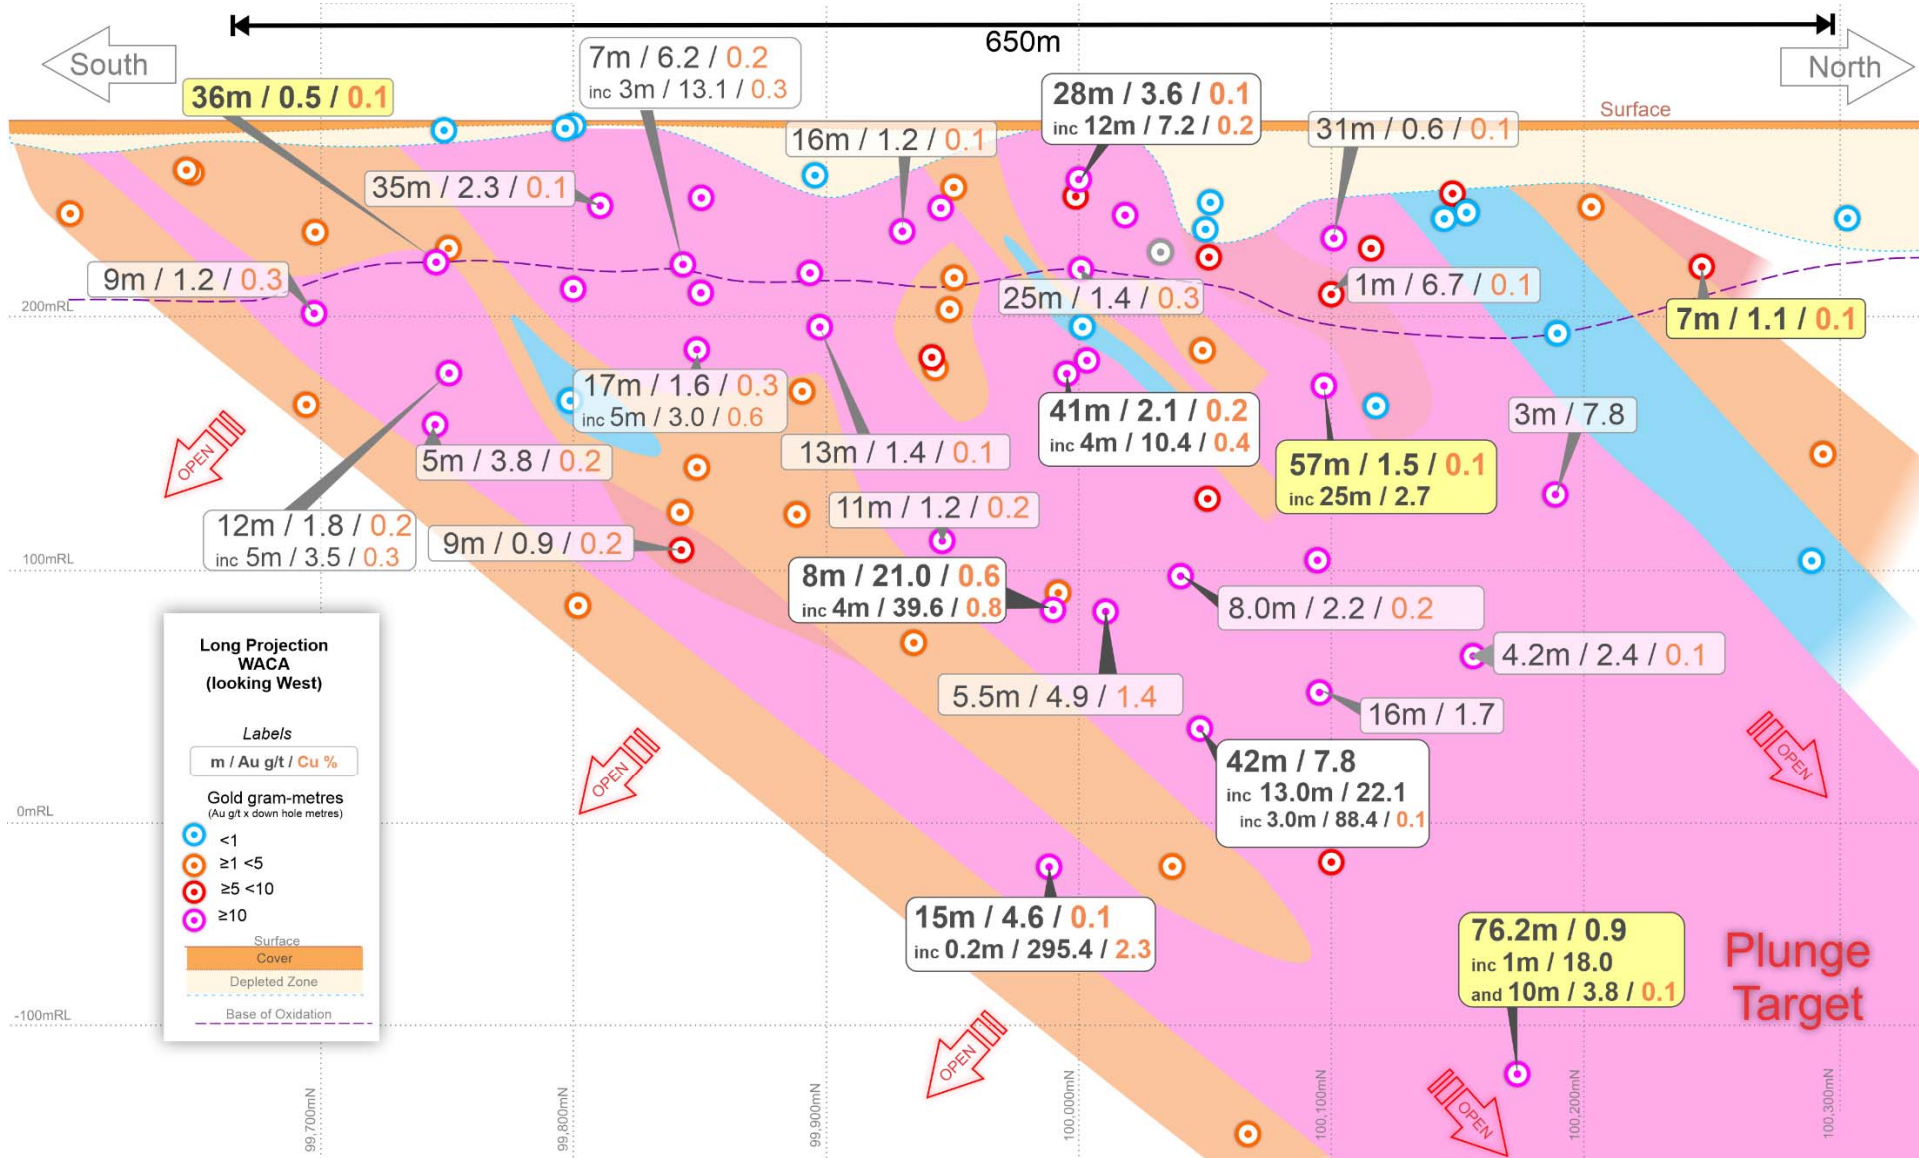 650m
South
North
7m / 6.2 / 0.2
inc 3m / 13.1 / 0.3
36m / 0.5 / 0.1
28m / 3.6 / 0.1
inc 12m / 7.2 / 0.2
Surface
16m / 1.2 / 0.1
31m / 0.6 / 0.1
35m / 2.3 / 0.1
9m / 1.2 / 0.3
25m / 1.4 / 0.3
1m / 6.7 / 0.1
200mRL
7m / 1.1 / 0.1
17m / 1.6 / 0.3
inc 5m / 3.0 / 0.6
41m / 2.1 / 0.2
inc 4m / 10.4 / 0.4
3m / 7.8
OPEN
5m / 3.8 / 0.2
13m / 1.4 / 0.1
57m / 1.5 / 0.1
inc 25m / 2.7
12m / 1.8 / 0.2
inc 5m / 3.5 / 0.3
9m / 0.9 / 0.2
11m / 1.2 / 0.2
100mRL
8m / 21.0 / 0.6
inc 4m / 39.6 / 0.8
8.0m / 2.2 / 0.2
4.2m / 2.4 / 0.1
5.5m / 4.9 / 1.4
16m / 1.7
Long Projection
WACA
(looking West)
Labels
m / Au g/t / Cu %
Gold gram-metres
(Au g/t x down hole metres)
<1
≥1 <5
≥5 <10
≥10
Surface
Cover
Depleted Zone
Base of Oxidation
OPEN
OPEN
42m / 7.8
inc 13.0m / 22.1
inc 3.0m / 88.4 / 0.1
0mRL
15m / 4.6 / 0.1
inc 0.2m / 295.4 / 2.3
76.2m / 0.9
inc 1m / 18.0
and 10m / 3.8 / 0.1
Plunge
Target
-100mRL
OPEN
OPEN
99,700mN
99,800mN
99,900mN
100,000mN
100,100mN
100,200mN
100,300mN